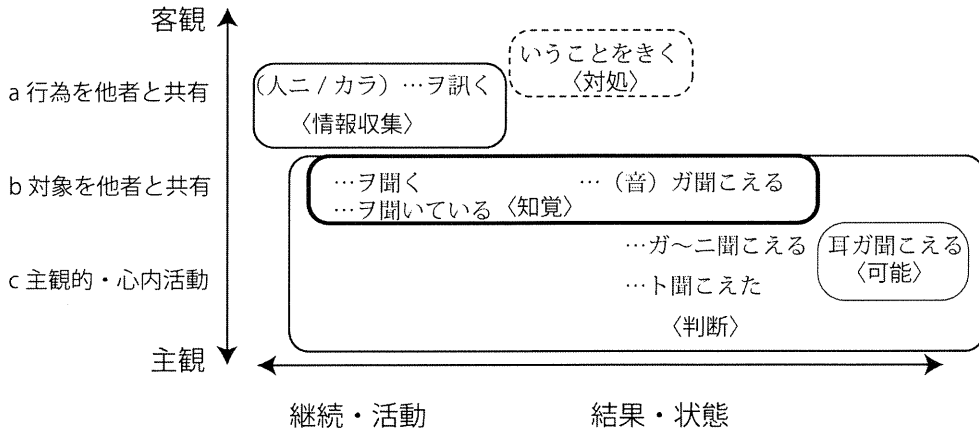 客観
いうことをきく
〈対処〉
a 行為を他者と共有
（人ニ / カラ）…ヲ訊く
〈情報収集〉
b 対象を他者と共有
…ヲ聞く
…（音）ガ聞こえる
…ヲ聞いている〈知覚〉
…ガ～ニ聞こえる
耳ガ聞こえる
〈可能〉
c 主観的・心内活動
…ト聞こえた
〈判断〉
主観
継続・活動
結果・状態